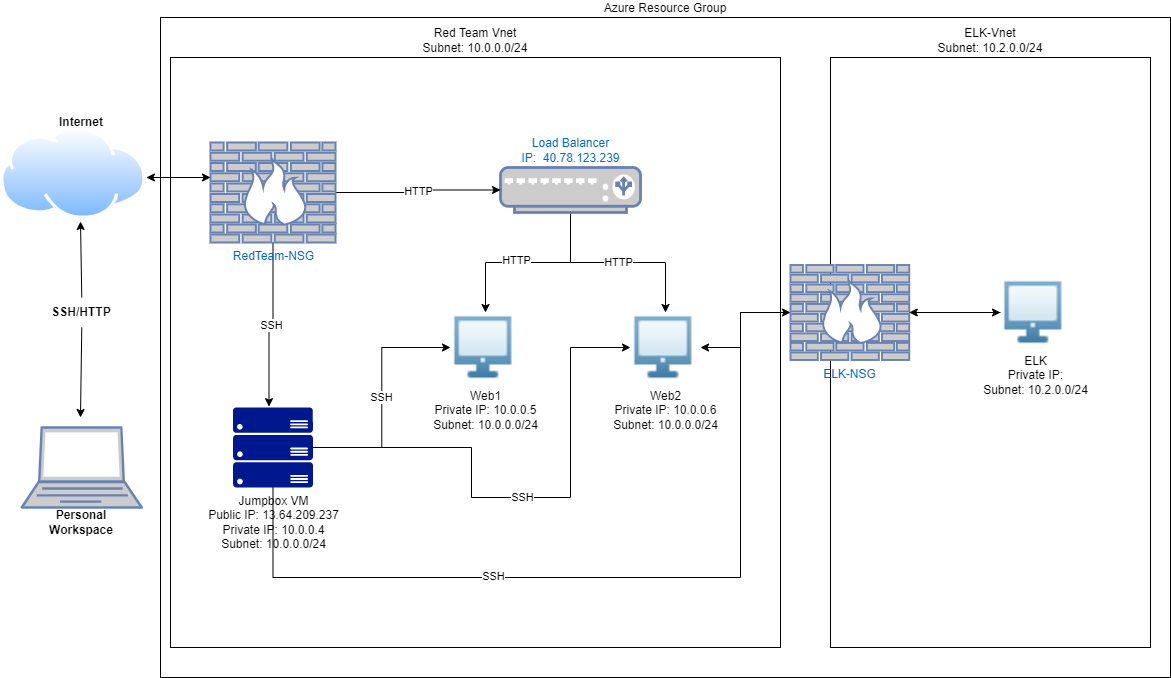 Azure Resource Group
Red Team Vnet
Subnet: 10.0.0.0/24
ELK-Vnet
Subnet: 10.2.0.0/24
Internet
Load Balancer
IP: 40.78.123.239
HTTP
RedTeam-NSG
HTTP
HTTP
SSH/HTTP
SSH
ELK
Private IP:
Subnet: 10.2.0.0/24
ELK-NSG
Web1
Private IP: 10.0.0.5
Subnet: 10.0.0.0/24
Web2
Private IP: 10.0.0.6
Subnet: 10.0.0.0/24
SSH
SSH
Jumpbox VM
Public IP: 13.64.209.237
Private IP: 10.0.0.4
Subnet: 10.0.0.0/24
Personal
Workspace
SSH